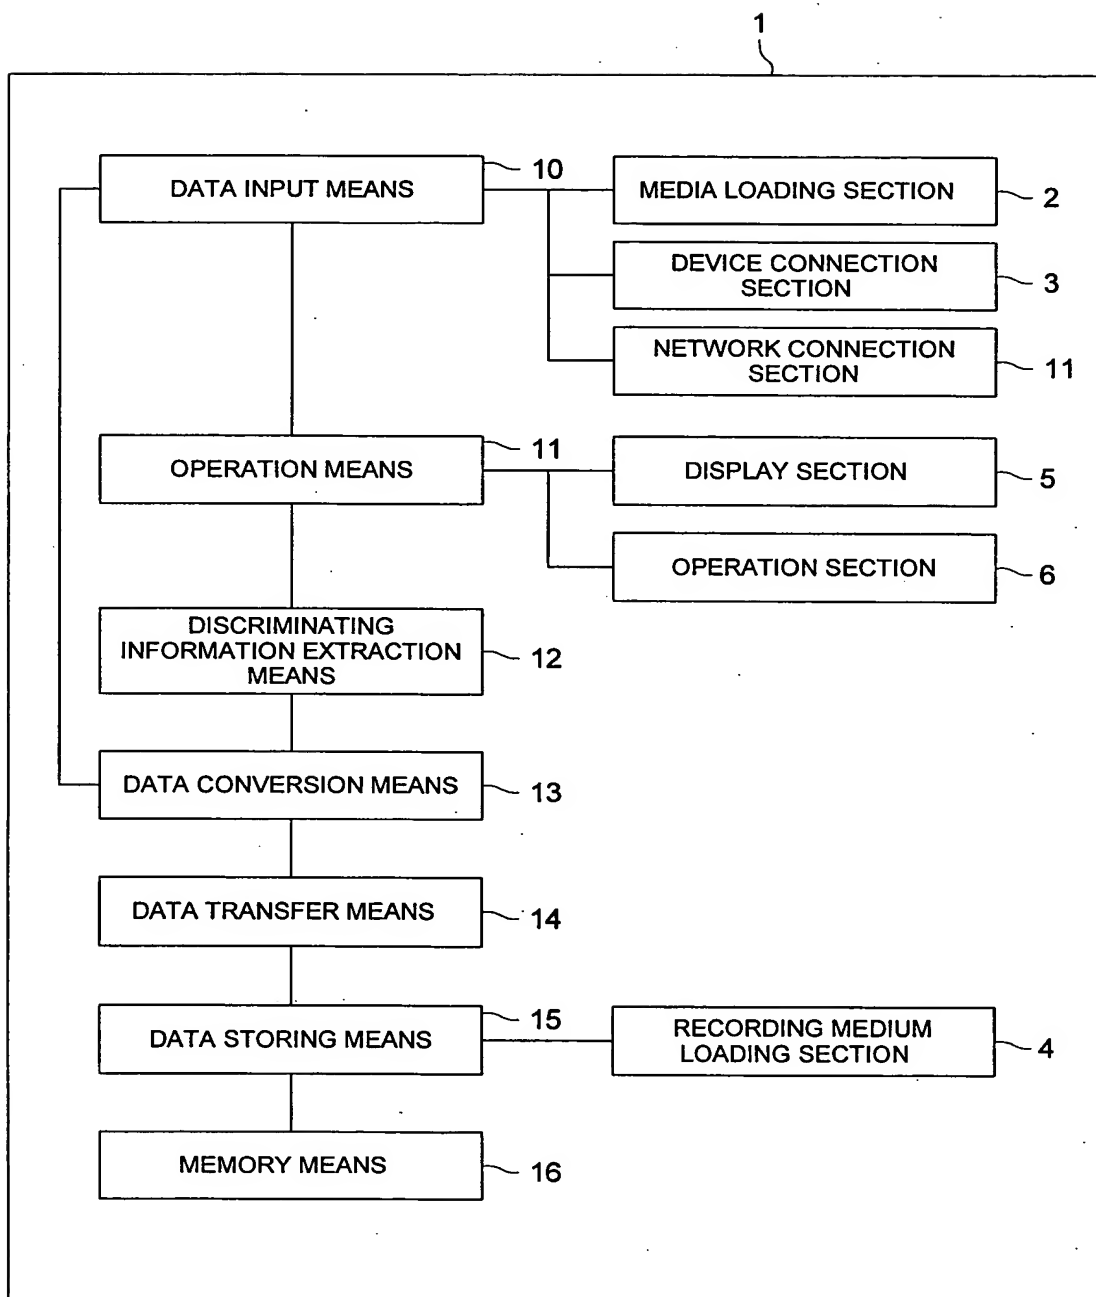 1
10
DATA INPUT MEANS
MEDIA LOADING SECTION
2
DEVICE CONNECTION
SECTION
3
NETWORK CONNECTION
SECTION
11
11
OPERATION MEANS
DISPLAY SECTION
5
OPERATION SECTION
6
DISCRIMINATING
INFORMATION EXTRACTION
MEANS
12
DATA CONVERSION MEANS
13
DATA TRANSFER MEANS
14
15
DATA STORING MEANS
RECORDING MEDIUM
LOADING SECTION
4
MEMORY MEANS
16